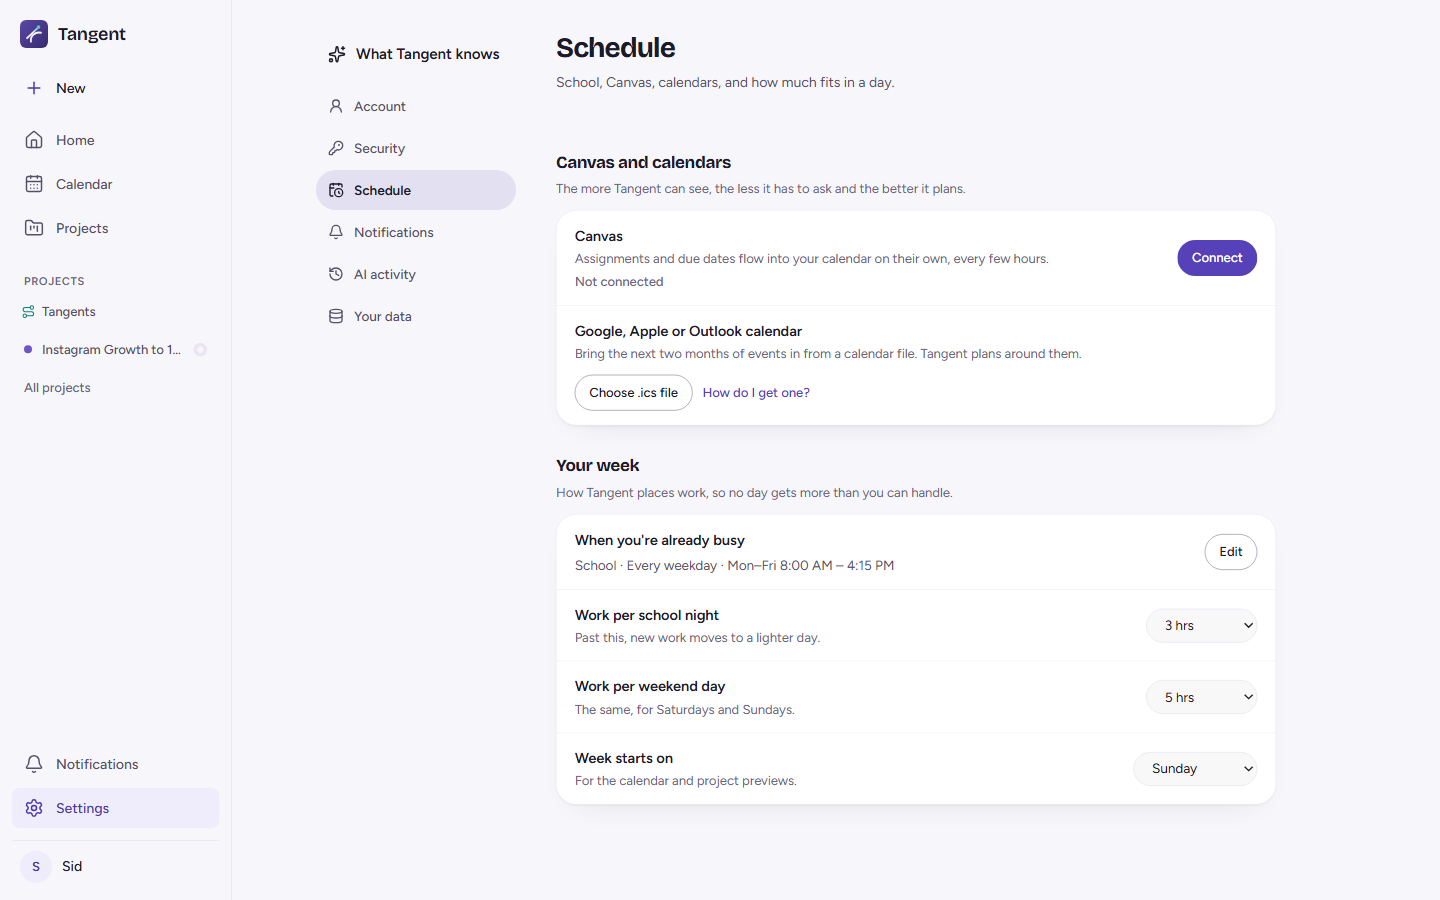 Tangent
New
Home
Calendar
Projects
PROJECTS
Tangents
Instagram Growth to 1...
All projects
Notifications
Settings
S
Sid
What Tangent knows
Account
Security
Schedule
Notifications
AI activity
Your data
Schedule
School, Canvas, calendars, and how much fits in a day.
Canvas and calendars
The more Tangent can see, the less it has to ask and the better it plans.
Canvas
Assignments and due dates flow into your calendar on their own, every few hours.
Not connected
Connect
Google, Apple or Outlook calendar
Bring the next two months of events in from a calendar file. Tangent plans around them.
Choose .ics file
How do I get one?
Your week
How Tangent places work, so no day gets more than you can handle.
When you're already busy
School · Every weekday · Mon–Fri 8:00 AM – 4:15 PM
Edit
Work per school night
Past this, new work moves to a lighter day.
3 hrs
Work per weekend day
The same, for Saturdays and Sundays.
5 hrs
Week starts on
For the calendar and project previews.
Sunday